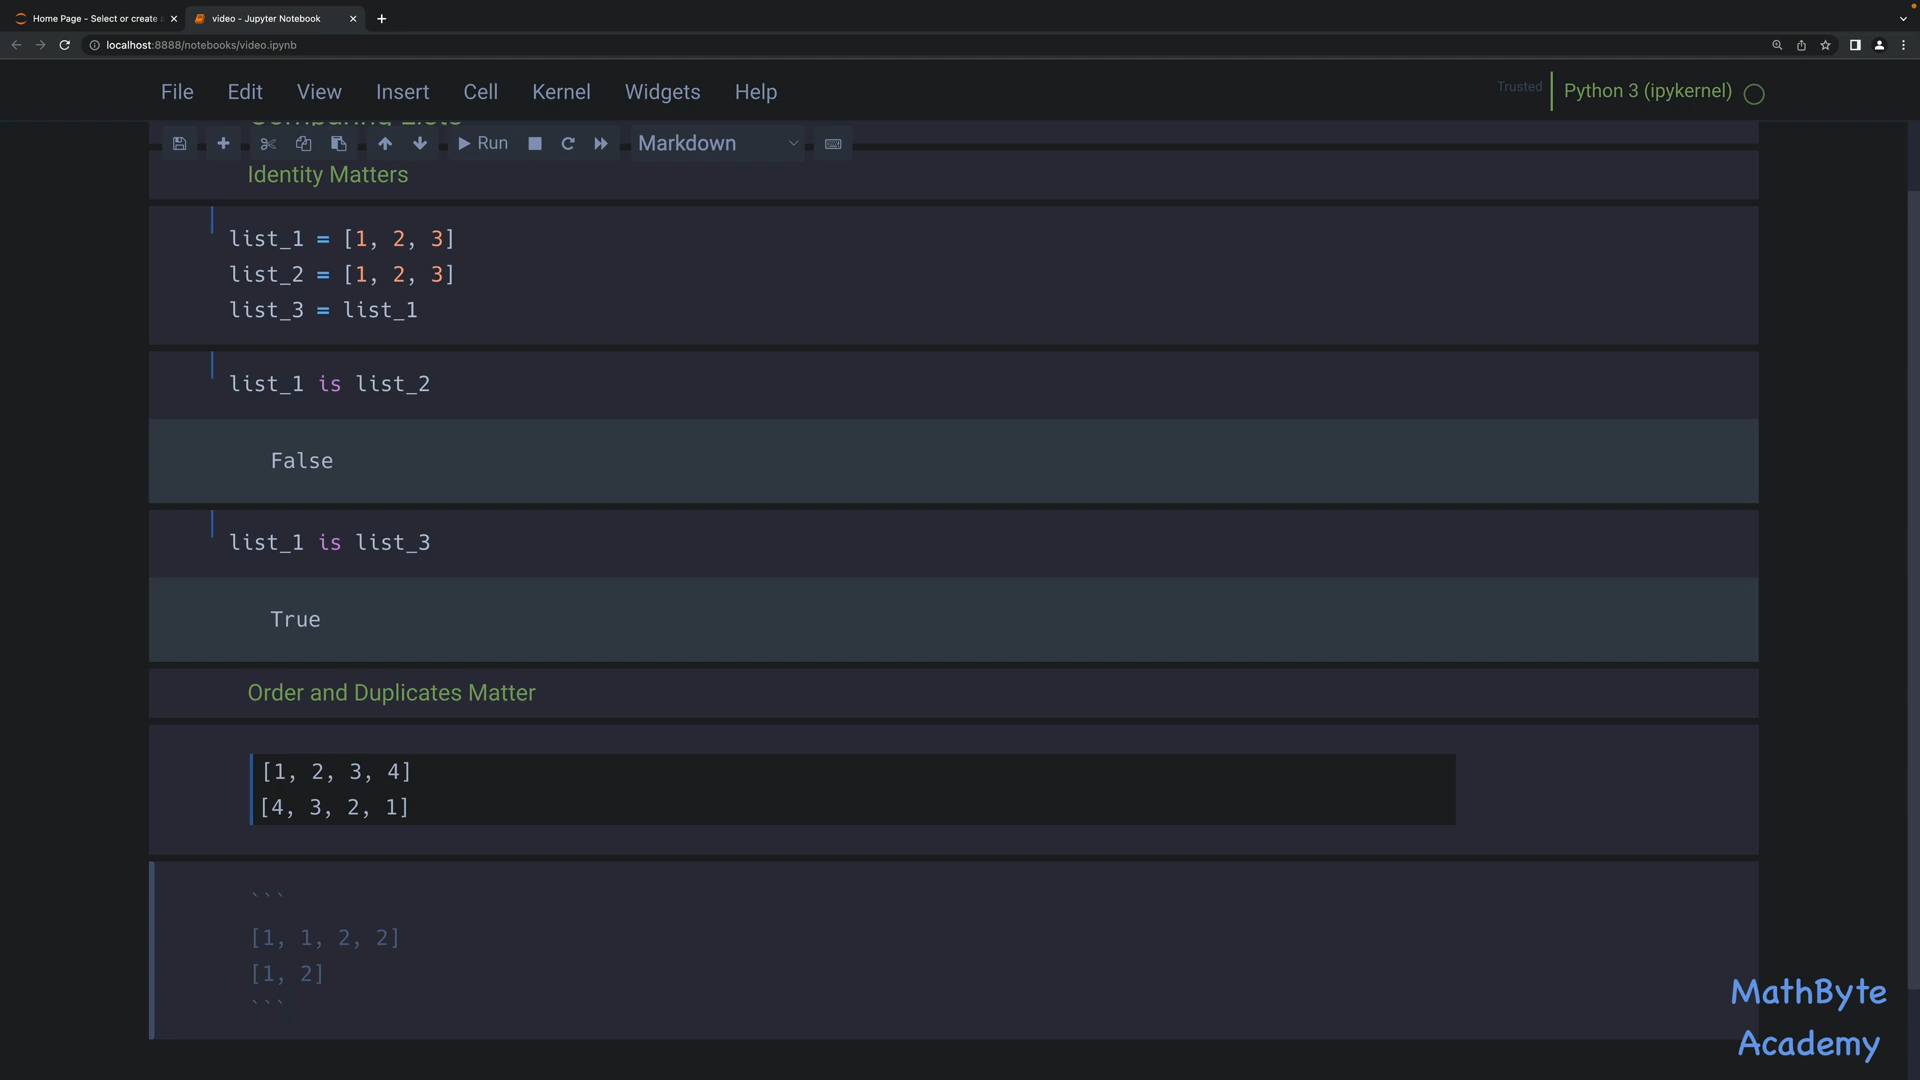 Home Page - Select or create
video - Jupyter Notebook
localhost:8888/notebooks/video.ipynb
File Edit View Insert Cell Kernel Widgets Help
Trusted
Python 3 (ipykernel)
Comparing Lists
Run
Markdown
Identity Matters
list_1 = [1, 2, 3]
list_2 = [1, 2, 3]
list_3 = list_1
list_1 is list_2
False
list_1 is list_3
True
Order and Duplicates Matter
[1, 2, 3, 4]
[4, 3, 2, 1]
```
[1, 1, 2, 2]
[1, 2]
```
MathByte
Academy